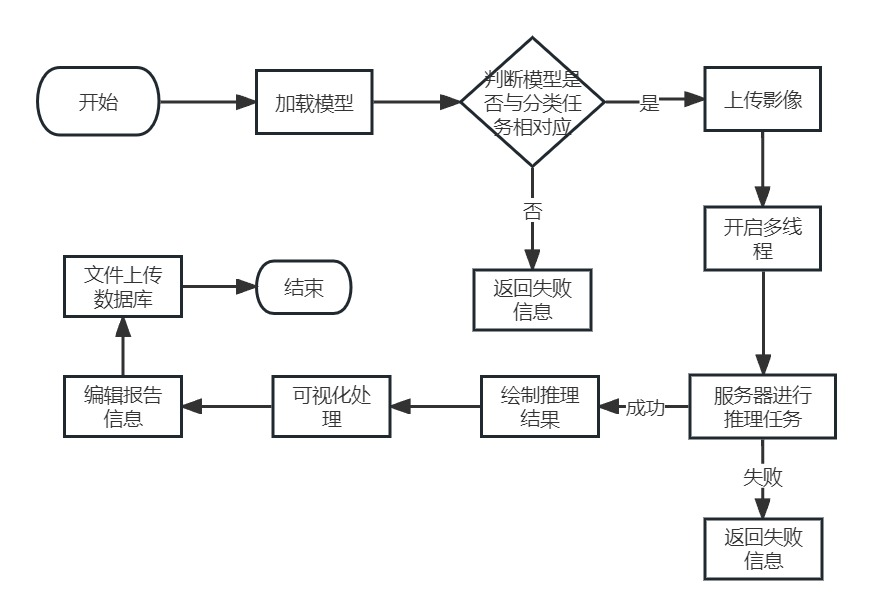 开始
加载模型
判断模型是
否与分类任
务相对应
是
上传影像
否
开启多线
程
返回失败
信息
文件上传
数据库
结束
服务器进行
推理任务
成功
绘制推理
结果
可视化处
理
编辑报告
信息
失败
返回失败
信息